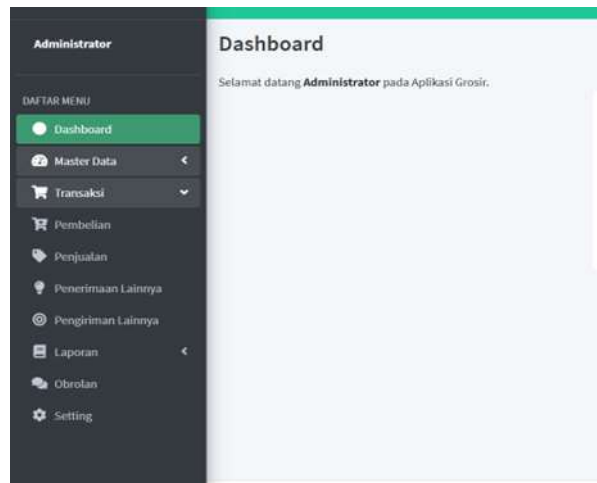 Administrator
DAFTAR MENU
Dashboard
Master Data
Transaksi
Pembelian
Penjualan
Penerimaan Lainnya
Pengiriman Lainnya
Laporan
Obrolan
Setting
Dashboard
Selamat datang Administrator pada Aplikasi Grosir.